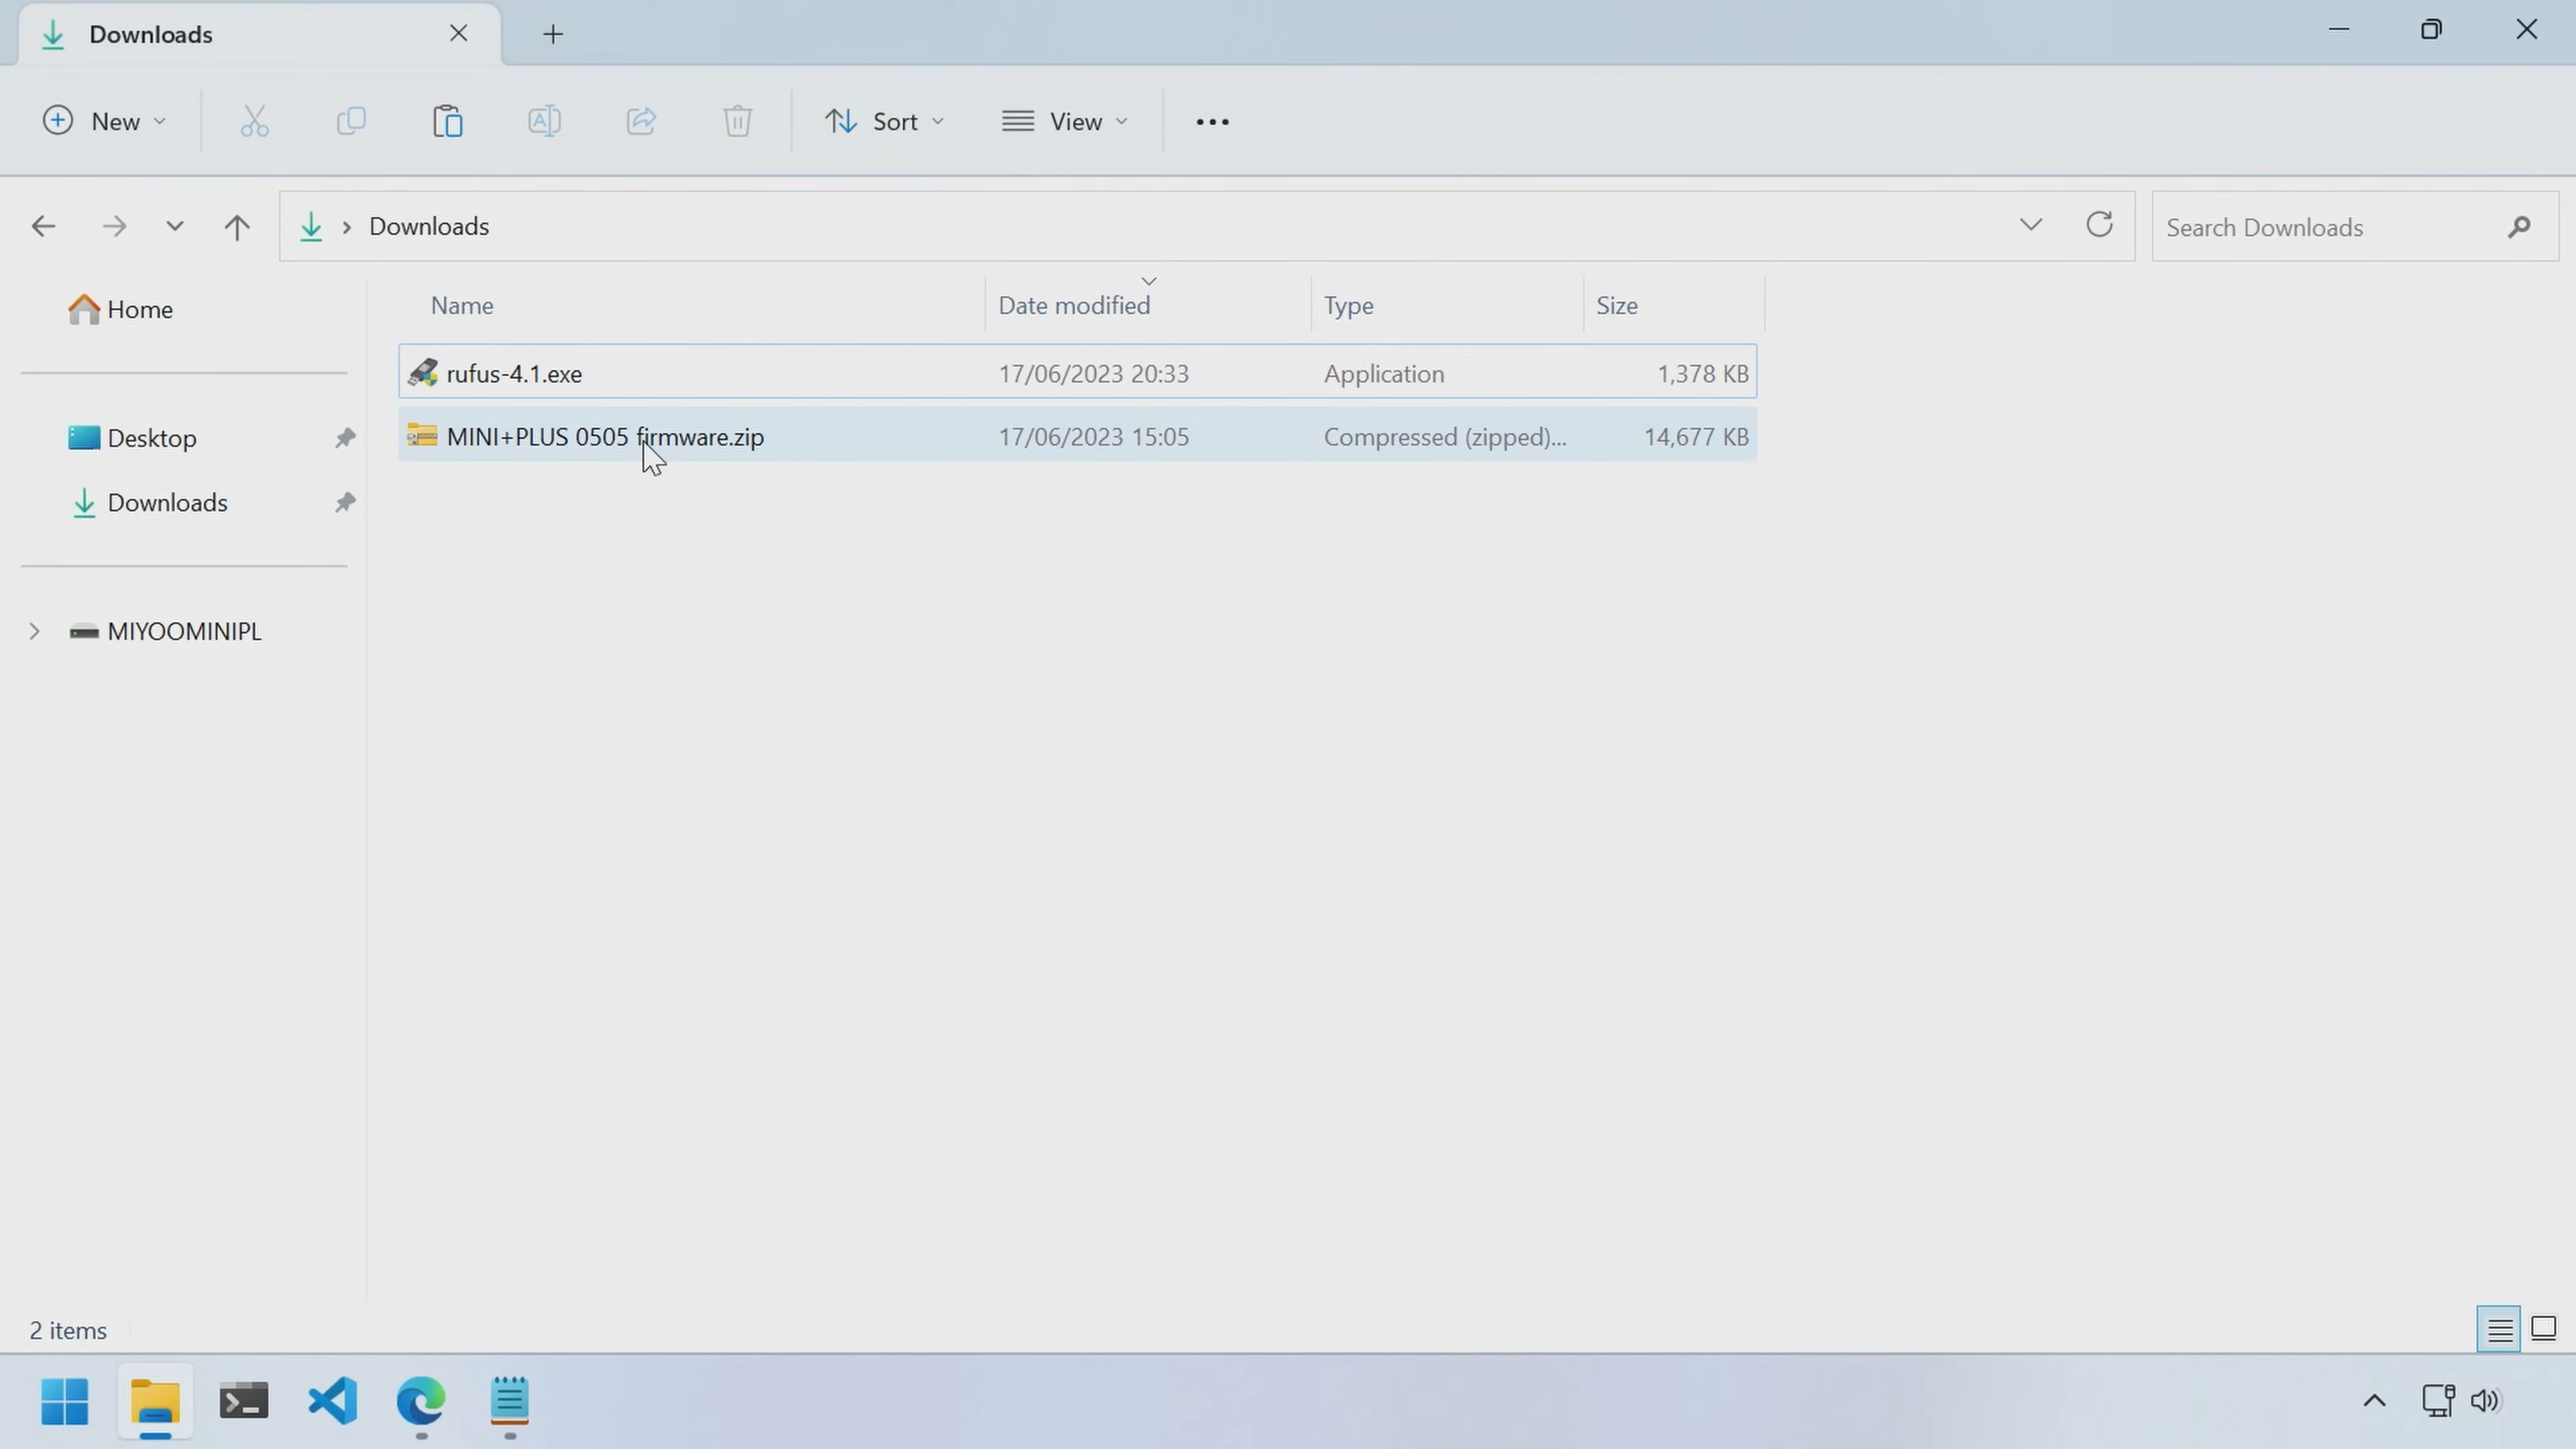 Downloads
New
Sort
View
Downloads
Search Downloads
Home
Desktop
Downloads
MIYOOMINIPL
Name Date modified Type Size
rufus-4.1.exe 17/06/2023 20:33 Application 1,378 KB
MINI+PLUS 0505 firmware.zip 17/06/2023 15:05 Compressed (zipped)... 14,677 KB
2 items